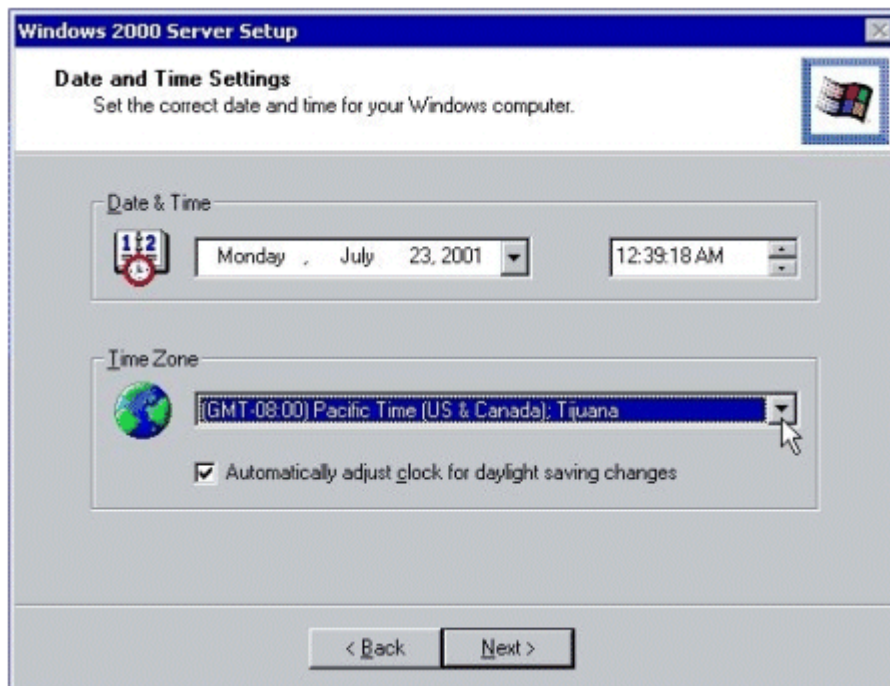 Windows 2000 Server Setup
Date and Time Settings
Set the correct date and time for your Windows computer.
Date & Time
12
Monday , July 23, 2001
12:39:18 AM
Time Zone
(GMT-08:00) Pacific Time (US & Canada); Tijuana
Automatically adjust clock for daylight saving changes
< Back
Next >